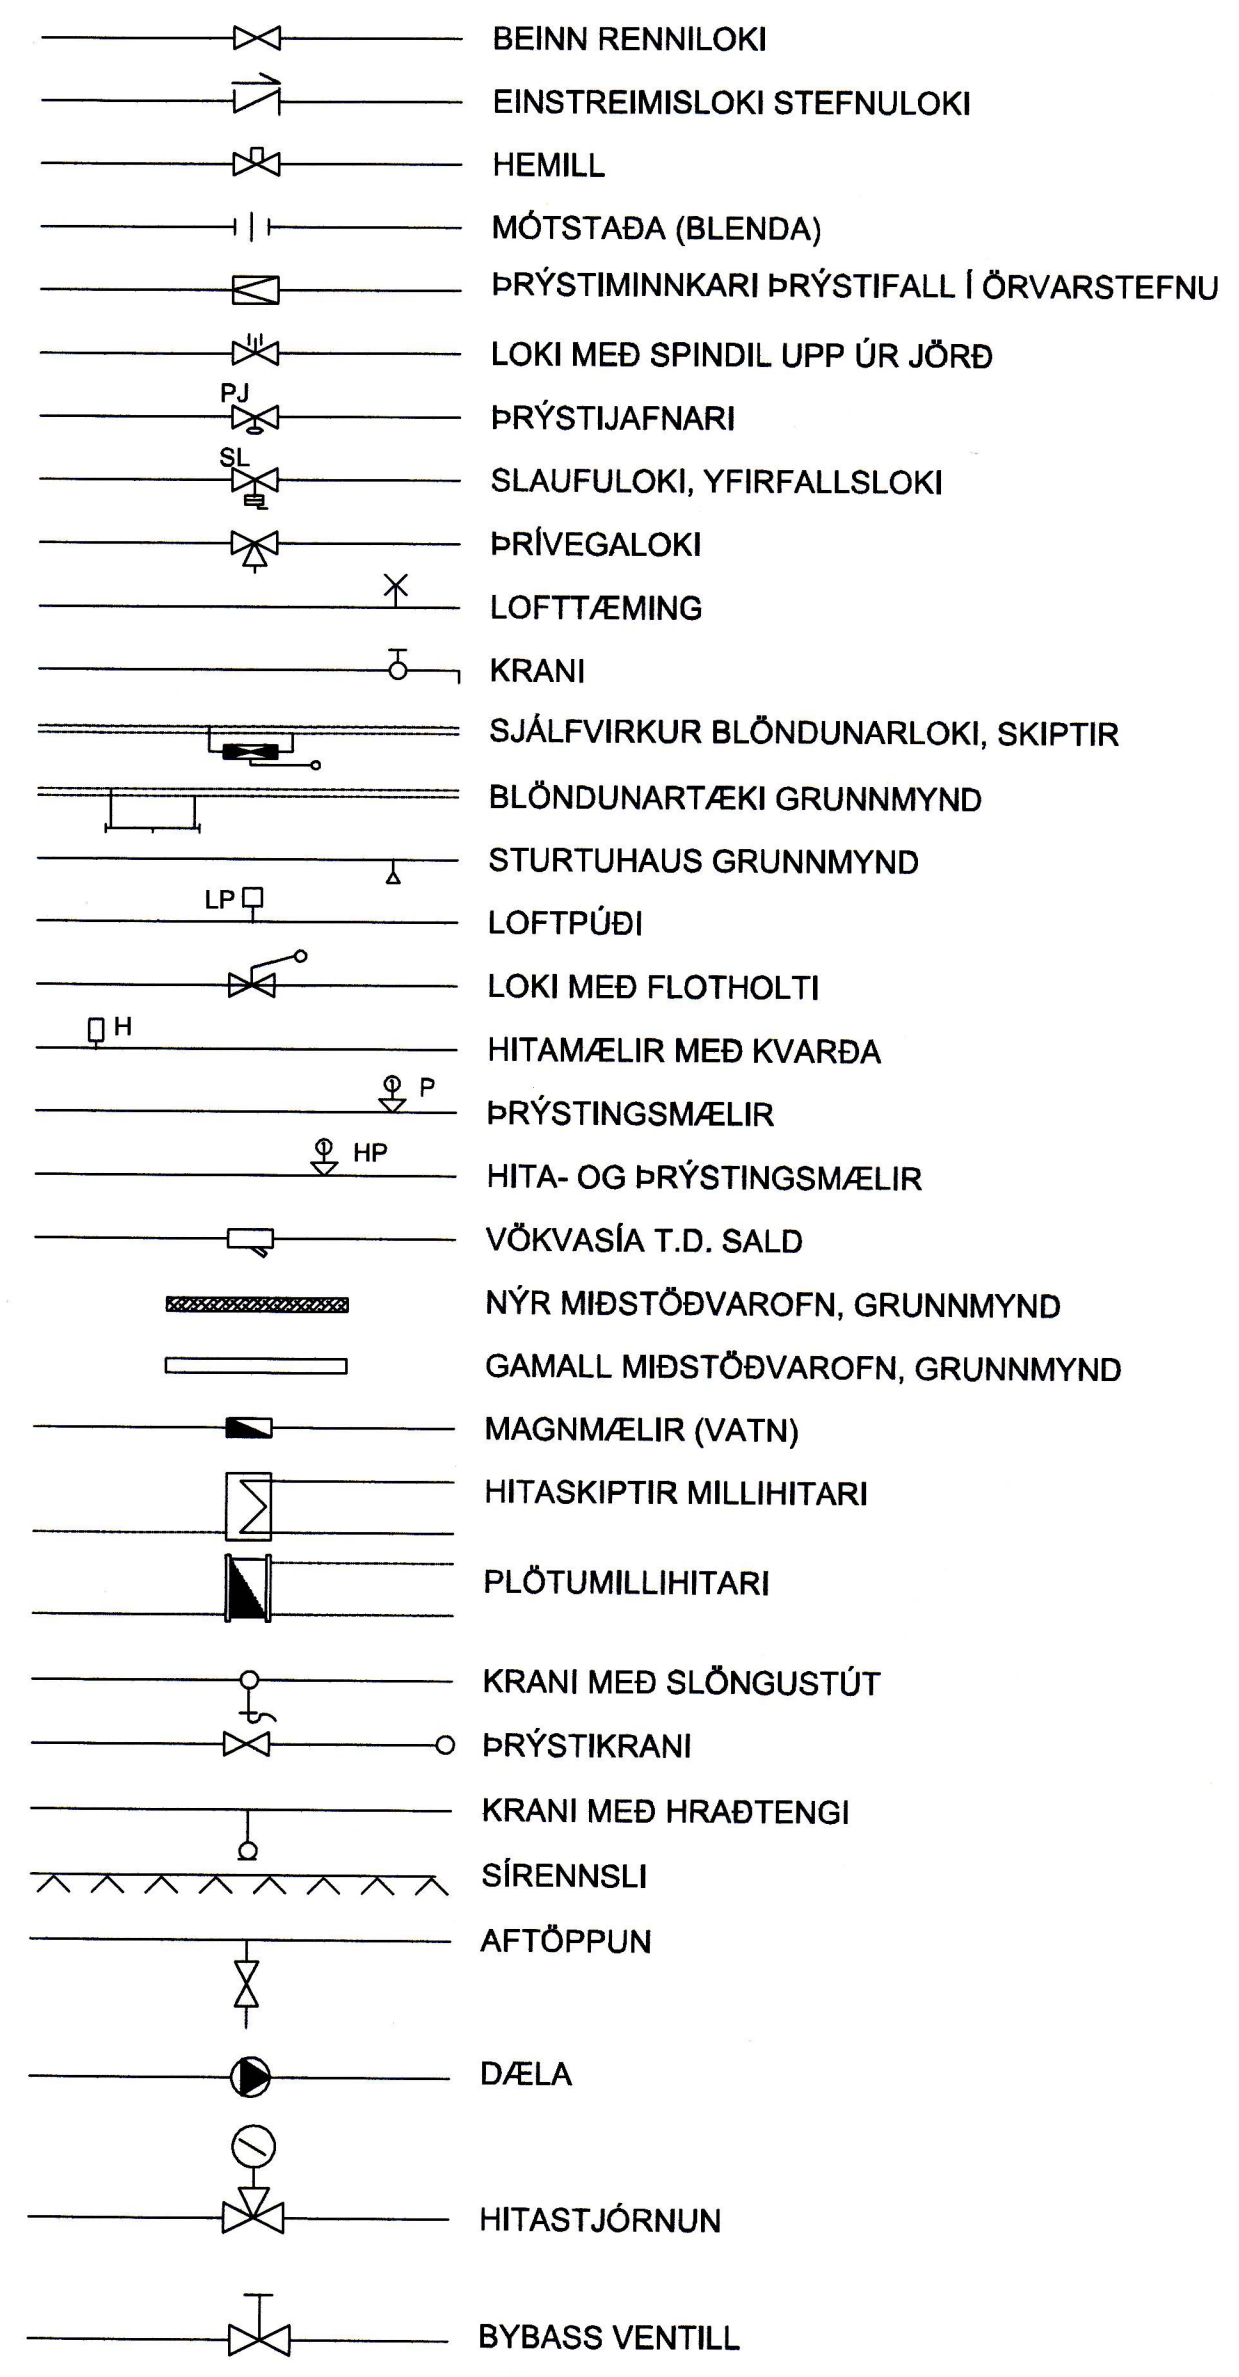 BEINN RENNILOKI
EINSTREIMISLOKI STEFNULOKI
HEMILL
MÓTSTAÐA (BLENDA)
ÞRÝSTIMINNKARI ÞRÝSTIFALL Í ÖRVARSTEFNU
LOKI MEÐ SPINDIL UPP ÚR JÖRÐ
PJ
ÞRÝSTIJAFNARI
SL
SLAUFULOKI, YFIRFALLSLOKI
ÞRÍVEGALOKI
LOFTTÆMING
KRANI
SJÁLFVIRKUR BLÖNDUNARLOKI, SKIPTIR
BLÖNDUNARTÆKI GRUNNMYND
STURTUHAUS GRUNNMYND
LP
LOFTPÚÐI
LOKI MEÐ FLOTHOLTI
H
HITAMÆLIR MEÐ KVARÐA
P
ÞRÝSTINGSMÆLIR
HP
HITA- OG ÞRÝSTINGSMÆLIR
VÖKVASÍA T.D. SALD
NÝR MIÐSTÖÐVAROFN, GRUNNMYND
GAMALL MIÐSTÖÐVAROFN, GRUNNMYND
MAGNMÆLIR (VATN)
HITASKIPTIR MILLIHITARI
PLÖTUMILLIHITARI
KRANI MEÐ SLÖNGUSTÚT
ÞRÝSTIKRANI
KRANI MEÐ HRAÐTENGI
SÍRENNSLI
AFTÖPPUN
DÆLA
HITASTJÓRNUN
BYBASS VENTILL